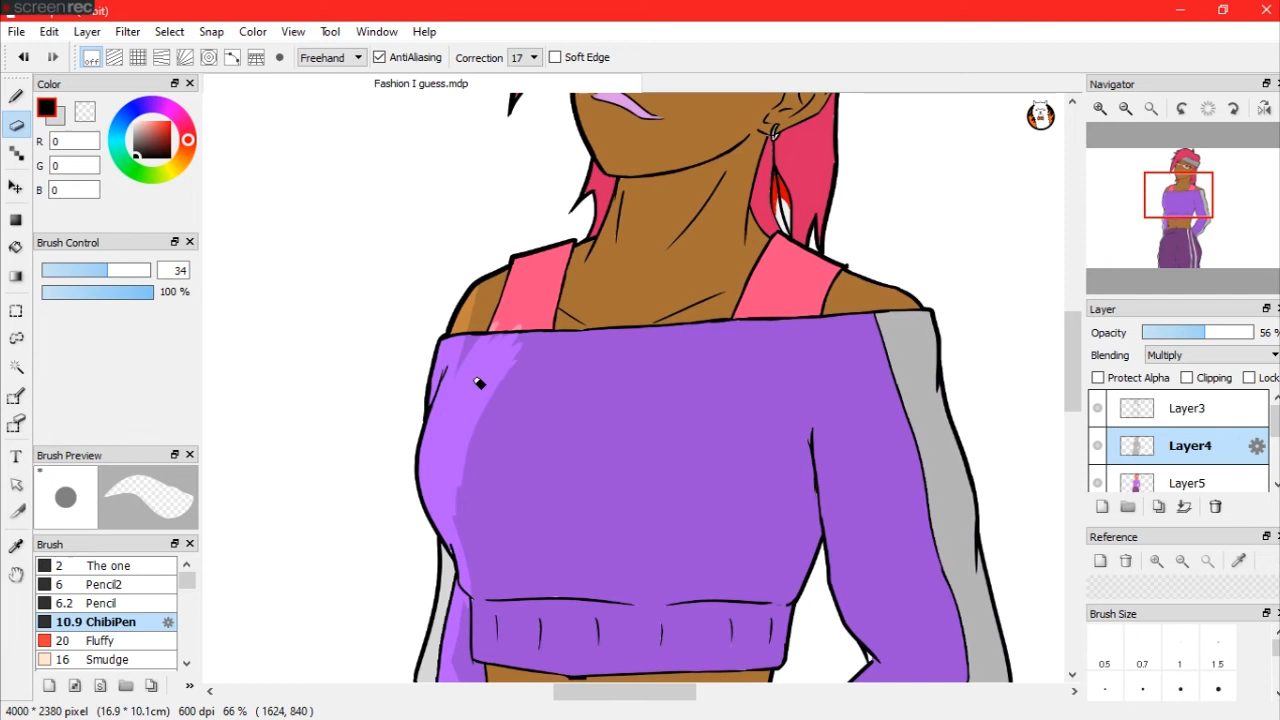 screenrec
bit)
File Edit Layer Filter Select Snap Color View Tool Window Help
off Freehand AntiAliasing Correction 17 Soft Edge
Color
Fashion I guess.mdp
Navigator
R 0
G 0
B 0
Brush Control
34
100 %
Layer
Opacity 56 %
Blending Multiply
Protect Alpha Clipping Lock
Layer3
Layer4
Layer5
Brush Preview
Reference
Brush
2 The one
6 Pencil2
6.2 Pencil
10.9 ChibiPen
20 Fluffy
16 Smudge
Brush Size
0.5 0.7 1 1.5
4000 * 2380 pixel (16.9 * 10.1cm) 600 dpi 66 % ( 1624, 840 )